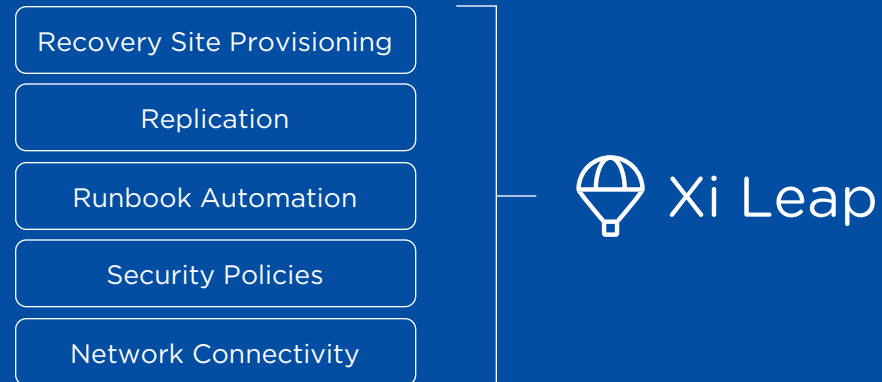 Recovery Site Provisioning
Replication
Runbook Automation
Security Policies
Network Connectivity
Xi Leap